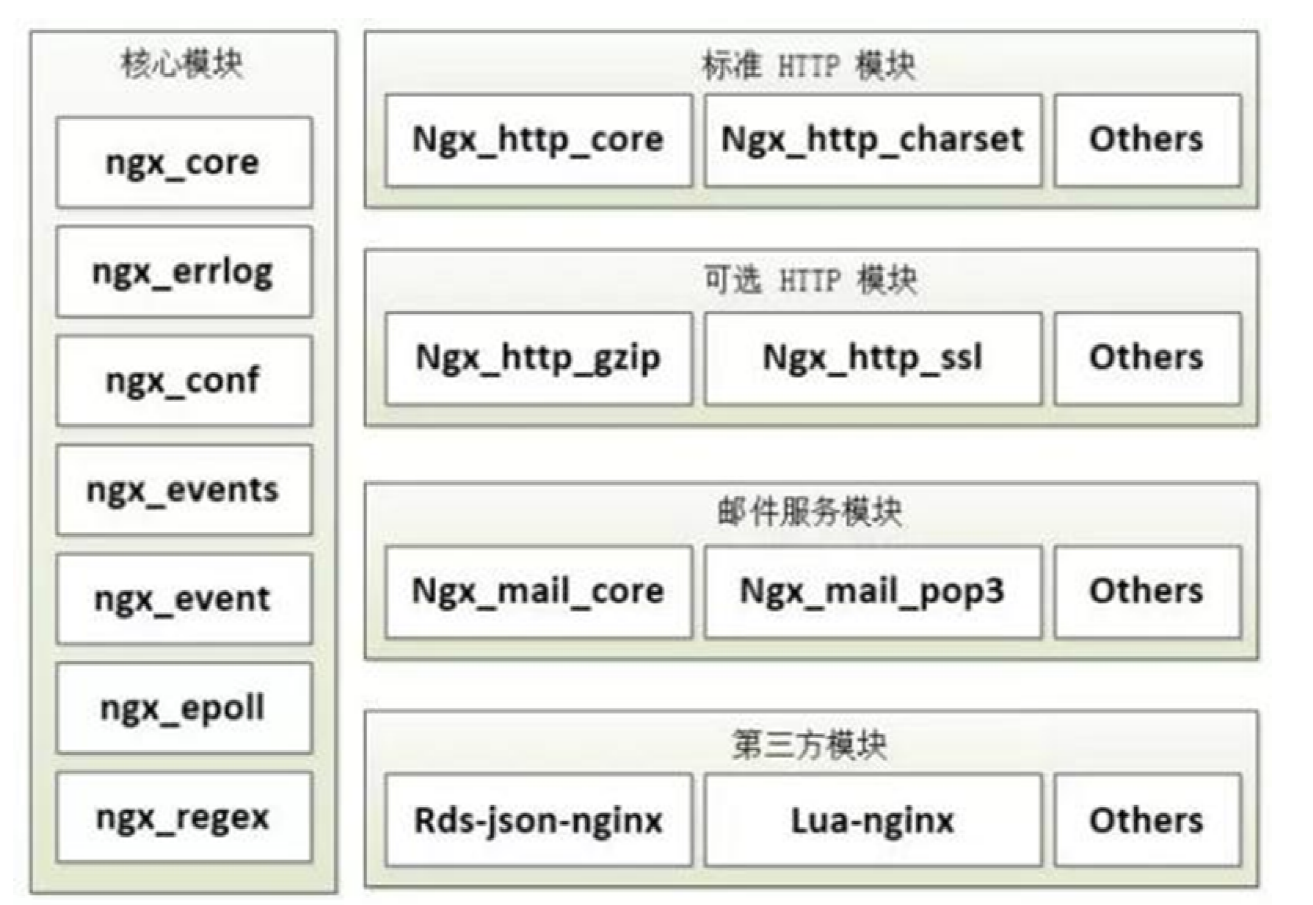 核心模块
ngx_core
ngx_errlog
ngx_conf
ngx_events
ngx_event
ngx_epoll
ngx_regex
标准 HTTP 模块
Ngx_http_core
Ngx_http_charset
Others
可选 HTTP 模块
Ngx_http_gzip
Ngx_http_ssl
Others
邮件服务模块
Ngx_mail_core
Ngx_mail_pop3
Others
第三方模块
Rds-json-nginx
Lua-nginx
Others